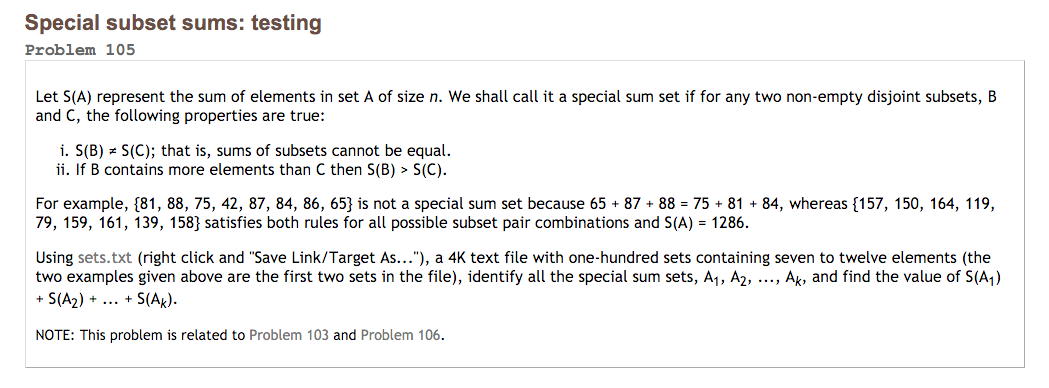 Special subset sums: testing
Problem 105
Let S(A) represent the sum of elements in set A of size n. We shall call it a special sum set if for any two non-empty disjoint subsets, B
and C, the following properties are true:
i. S(B) ≠ S(C); that is, sums of subsets cannot be equal.
ii. If B contains more elements than C then S(B) > S(C).
For example, {81, 88, 75, 42, 87, 84, 86, 65} is not a special sum set because 65 + 87 + 88 = 75 + 81 + 84, whereas {157, 150, 164, 119,
79, 159, 161, 139, 158} satisfies both rules for all possible subset pair combinations and S(A) = 1286.
Using sets.txt (right click and "Save Link/Target As..."), a 4K text file with one-hundred sets containing seven to twelve elements (the
two examples given above are the first two sets in the file), identify all the special sum sets, A₁, A₂, ..., Aₖ, and find the value of S(A₁)
+ S(A₂) + ... + S(Aₖ).
NOTE: This problem is related to Problem 103 and Problem 106.